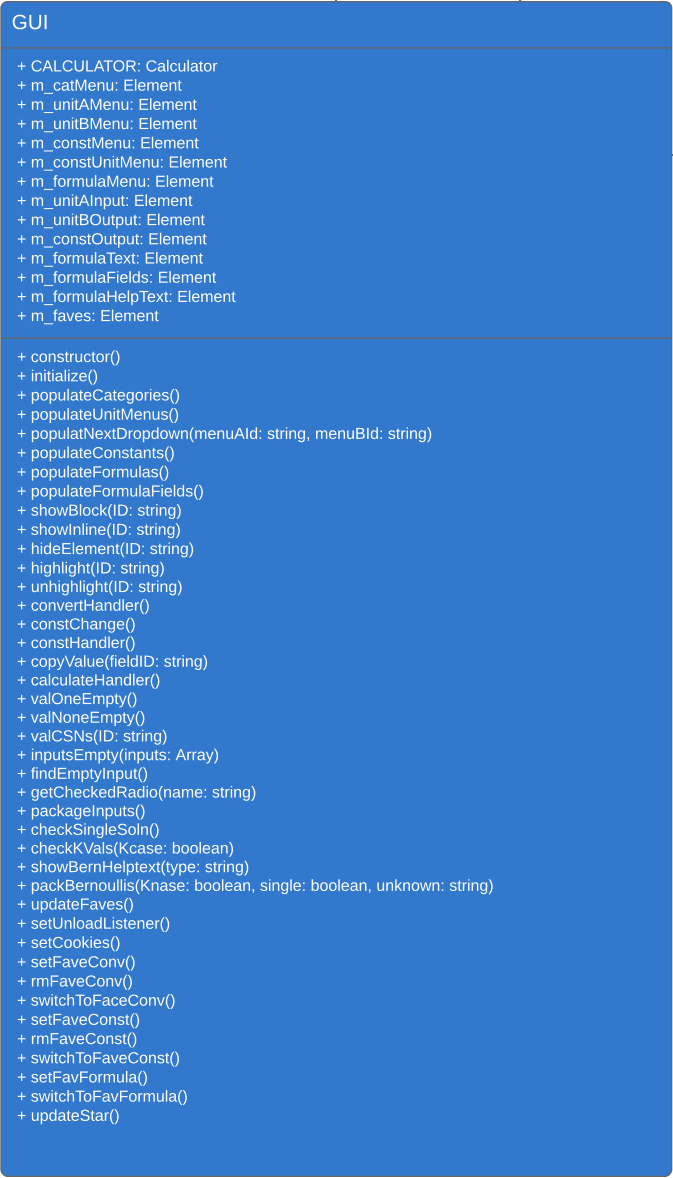 GUI
+ CALCULATOR: Calculator
+ m_catMenu: Element
+ m_unitAMenu: Element
+ m_unitBMenu: Element
+ m_constMenu: Element
+ m_constUnitMenu: Element
+ m_formulaMenu: Element
+ m_unitAInput: Element
+ m_unitBOutput: Element
+ m_constOutput: Element
+ m_formulaText: Element
+ m_formulaFields: Element
+ m_formulaHelpText: Element
+ m_faves: Element
+ constructor()
+ initialize()
+ populateCategories()
+ populateUnitMenus()
+ populatNextDropdown(menuAId: string, menuBId: string)
+ populateConstants()
+ populateFormulas()
+ populateFormulaFields()
+ showBlock(ID: string)
+ showInline(ID: string)
+ hideElement(ID: string)
+ highlight(ID: string)
+ unhighlight(ID: string)
+ convertHandler()
+ constChange()
+ constHandler()
+ copyValue(fieldID: string)
+ calculateHandler()
+ valOneEmpty()
+ valNoneEmpty()
+ valCSNs(ID: string)
+ inputsEmpty(inputs: Array)
+ findEmptyInput()
+ getCheckedRadio(name: string)
+ packageInputs()
+ checkSingleSoln()
+ checkKVals(Kcase: boolean)
+ showBernHelptext(type: string)
+ packBernoullis(Knase: boolean, single: boolean, unknown: string)
+ updateFaves()
+ setUnloadListener()
+ setCookies()
+ setFaveConv()
+ rmFaveConv()
+ switchToFaceConv()
+ setFaveConst()
+ rmFaveConst()
+ switchToFaveConst()
+ setFavFormula()
+ switchToFavFormula()
+ updateStar()